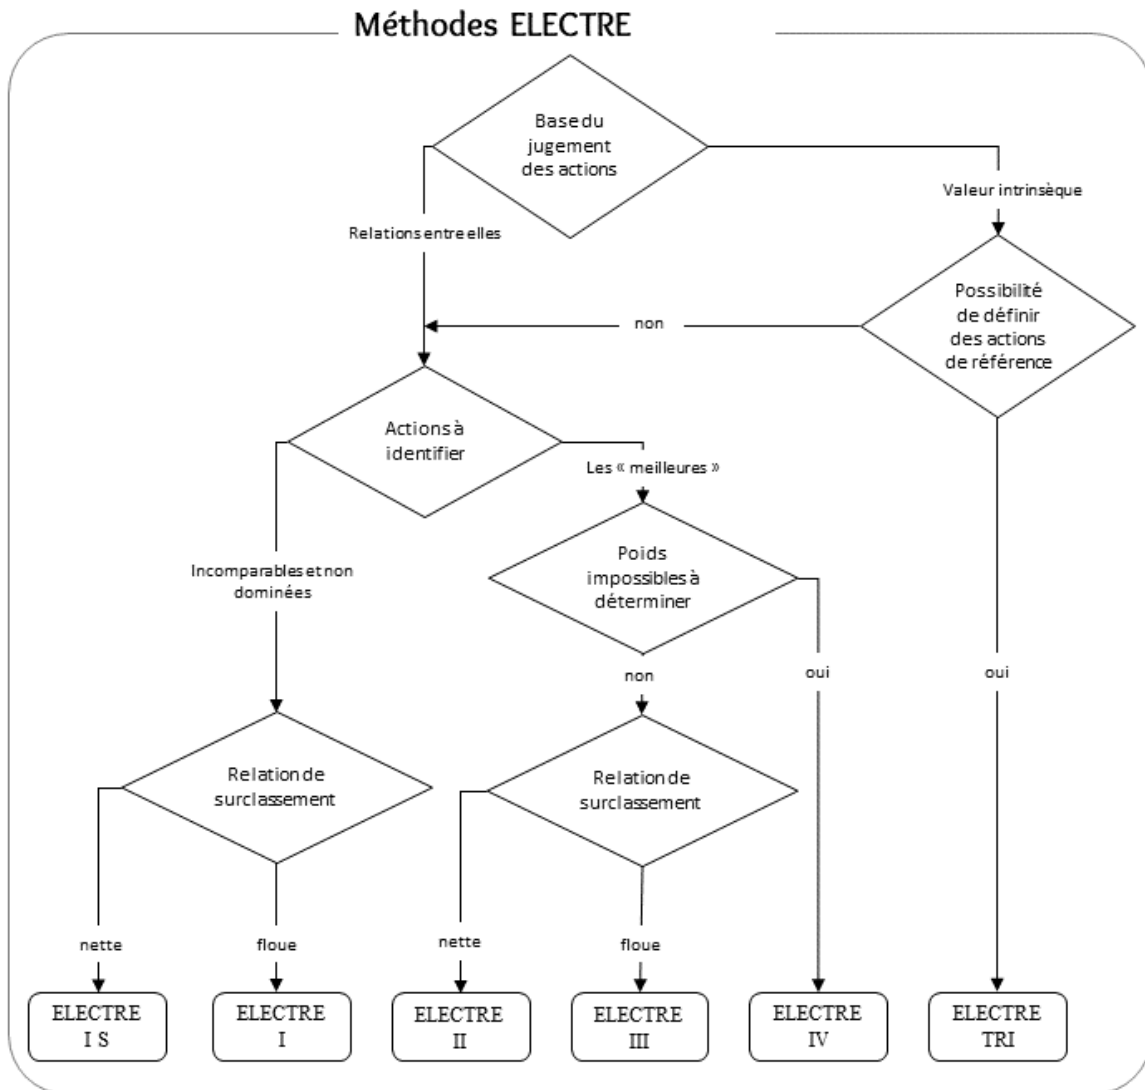 Méthodes ELECTRE
Base du
jugement
des actions
Valeur intrinsèque
Relations entre elles
Possibilité
de définir
des actions
de référence
non
Actions à
identifier
Les « meilleures »
Poids
impossibles à
déterminer
Incomparables et non
dominées
non
oui
oui
Relation de
surclassement
Relation de
surclassement
nette
floue
nette
floue
ELECTRE
I S
ELECTRE
I
ELECTRE
II
ELECTRE
III
ELECTRE
IV
ELECTRE
TRI